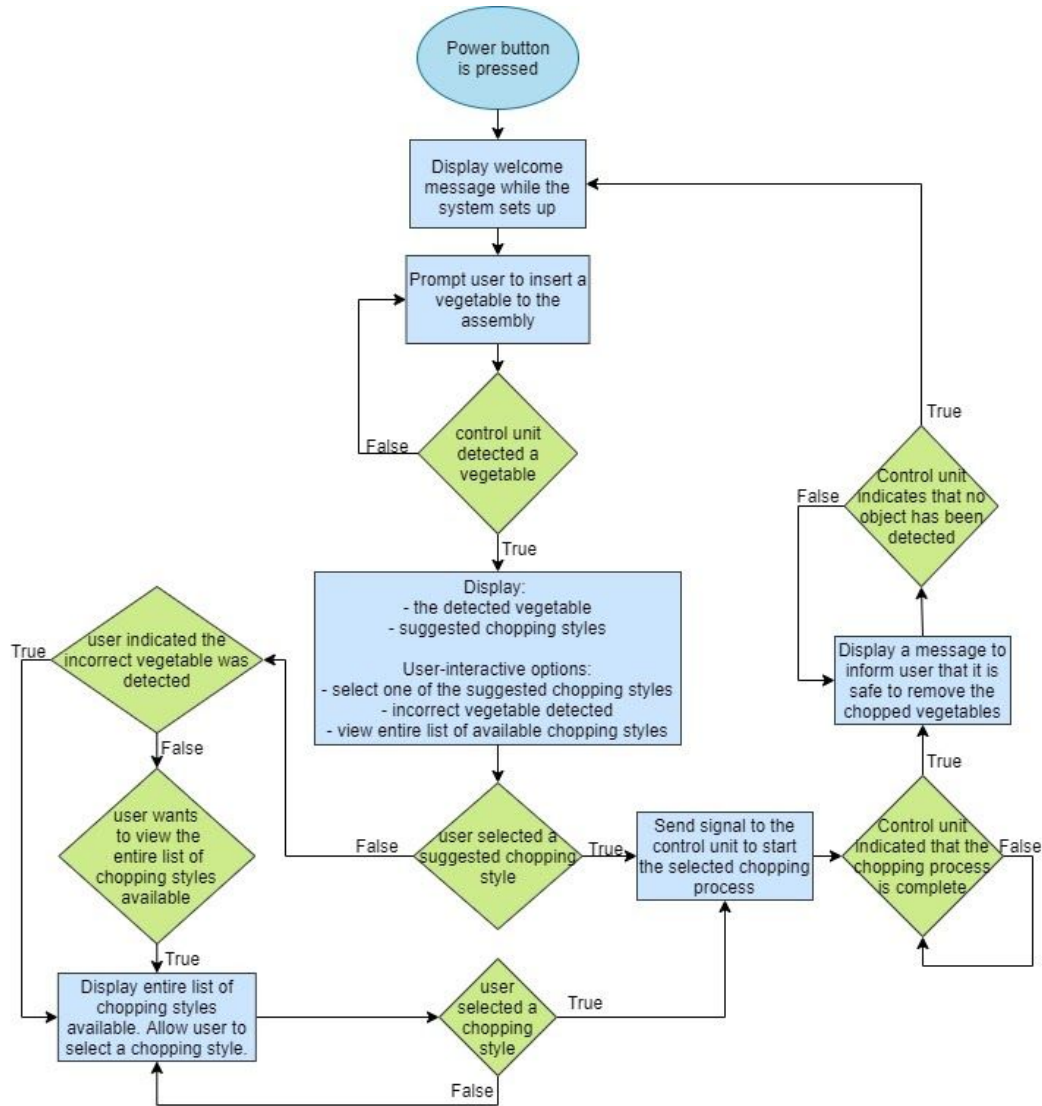 Power button
is pressed
Display welcome
message while the
system sets up
Prompt user to insert a
vegetable to the
assembly
False
control unit
detected a
vegetable
True
Display:
- the detected vegetable
- suggested chopping styles
User-interactive options:
- select one of the suggested chopping styles
- incorrect vegetable detected
- view entire list of available chopping styles
user selected a
suggested chopping
style
False
True
user indicated the
incorrect vegetable was
detected
True
False
user wants
to view the
entire list of
chopping styles
available
True
Display entire list of
chopping styles
available. Allow user to
select a chopping style.
user
selected a
chopping
style
True
False
Send signal to the
control unit to start
the selected chopping
process
Control unit
indicated that the
chopping process
is complete
False
True
Display a message to
inform user that it is
safe to remove the
chopped vegetables
Control unit
indicates that no
object has been
detected
False
True